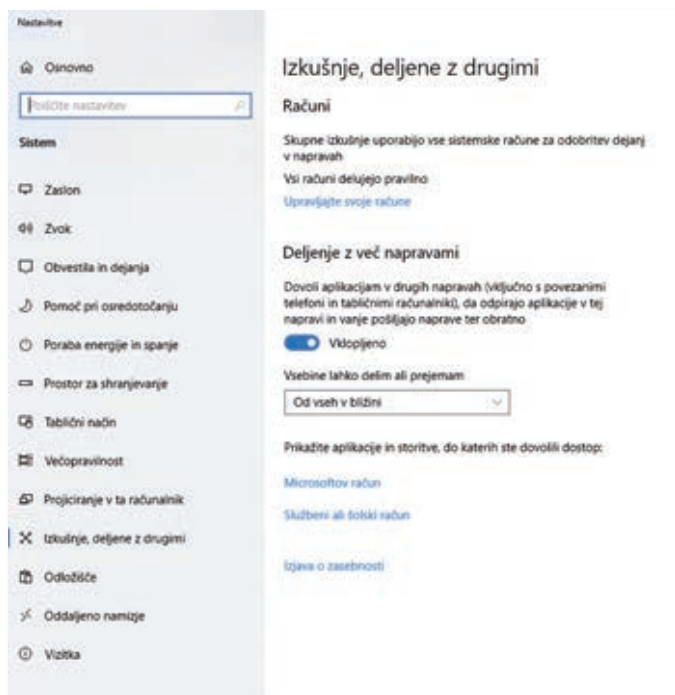 Nastavitve
Osnovno
Poiščite nastavitev
Sistem
Zaslon
Zvok
Obvestila in dejanja
Pomoč pri osredotočanju
Poraba energije in spanje
Prostor za shranjevanje
Tablični način
Večopravilnost
Projiciranje v ta računalnik
Izkušnje, deljene z drugimi
Odložišče
Oddaljeno namizje
Vizitka
Izkušnje, deljene z drugimi
Računi
Skupne izkušnje uporabijo vse sistemske račune za odobritev dejanj
v napravah
Vsi računi delujejo pravilno
Upravljajte svoje račune
Deljenje z več napravami
Dovoli aplikacijam v drugih napravah (vključno s povezanimi
telefoni in tabličnimi računalniki), da odpirajo aplikacije v tej
napravi in vanje pošiljajo naprave ter obratno
Vklopljeno
Vsebine lahko delim ali prejemam
Od vseh v bližini
Prikažite aplikacije in storitve, do katerih ste dovolili dostop:
Microsoftov račun
Službeni ali šolski račun
Izjava o zasebnosti